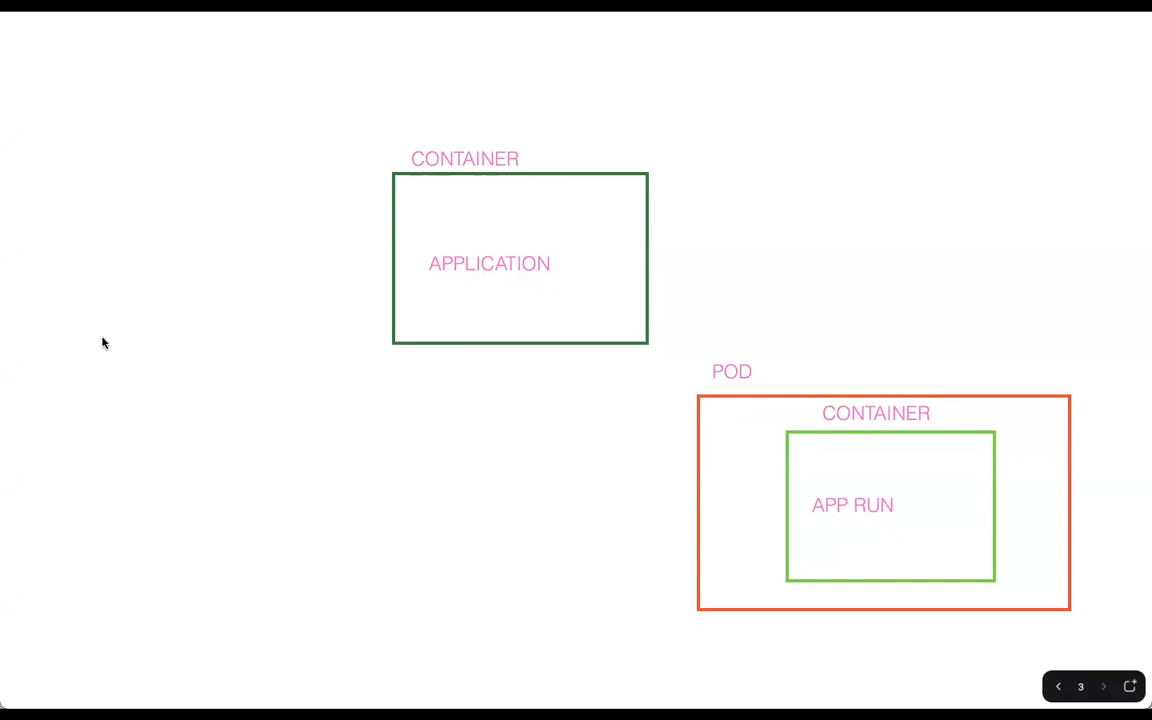 CONTAINER
APPLICATION
POD
CONTAINER
APP RUN
3